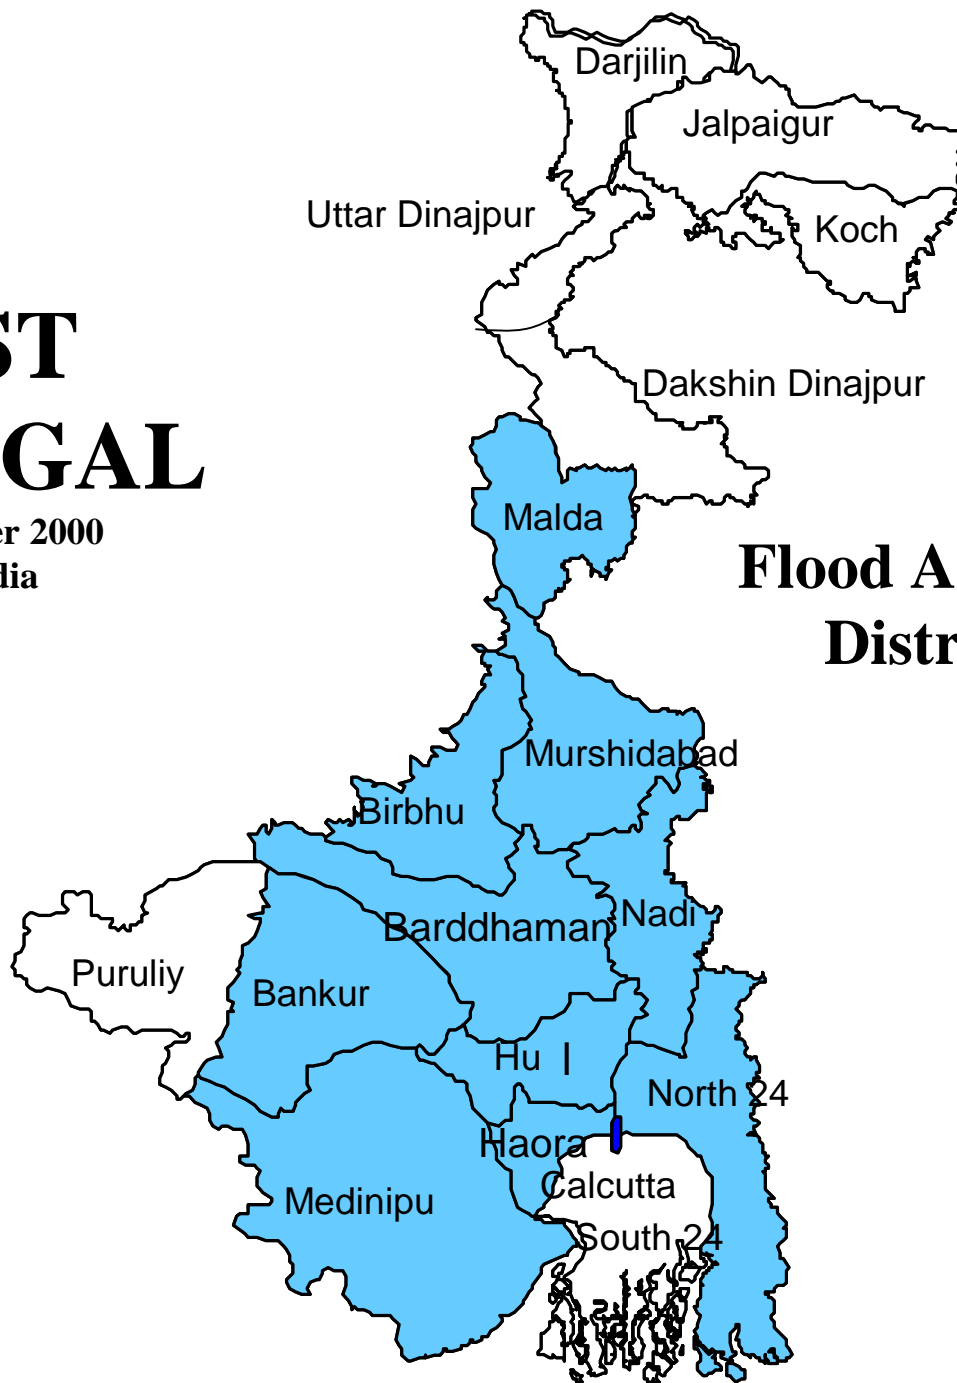 Darjilin
Jalpaigur
Uttar Dinajpur
Koch
ST
GAL
Dakshin Dinajpur
Malda
er 2000
dia
Flood A
Distr
Murshidabad
Birbhu
Nadi
Barddhaman
Puruliy
Bankur
Hu l
North 24
Haora
Calcutta
Medinipu
South 24